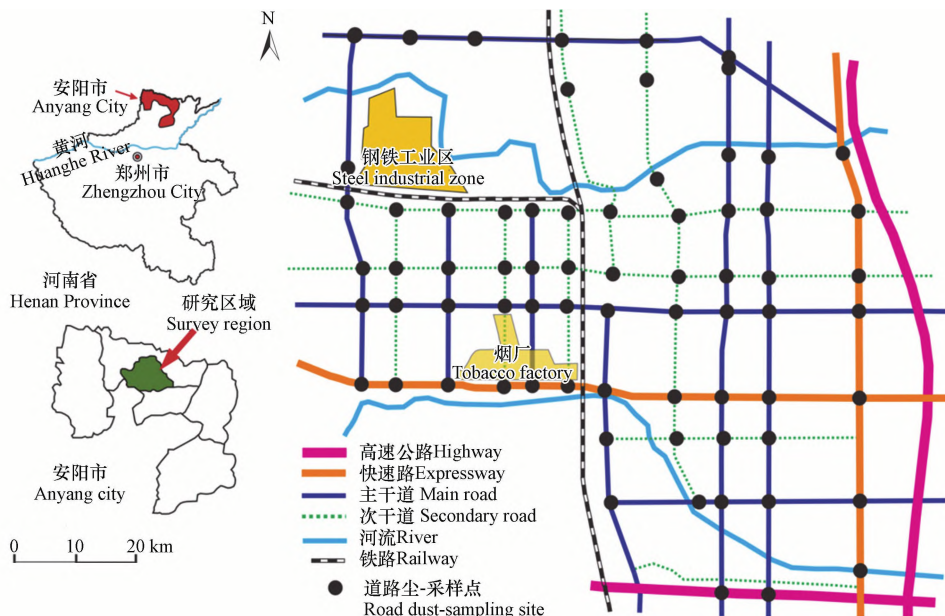 N
安阳市
Anyang City
黄河
Huanghe River
郑州市
Zhengzhou City
河南省
Henan Province
研究区域
Survey region
安阳市
Anyang city
0 10 20 km
钢铁工业区
Steel industrial zone
烟厂
Tobacco factory
高速公路Highway
快速路Expressway
主干道 Main road
次干道 Secondary road
河流River
铁路Railway
道路尘-采样点
Road dust-sampling site